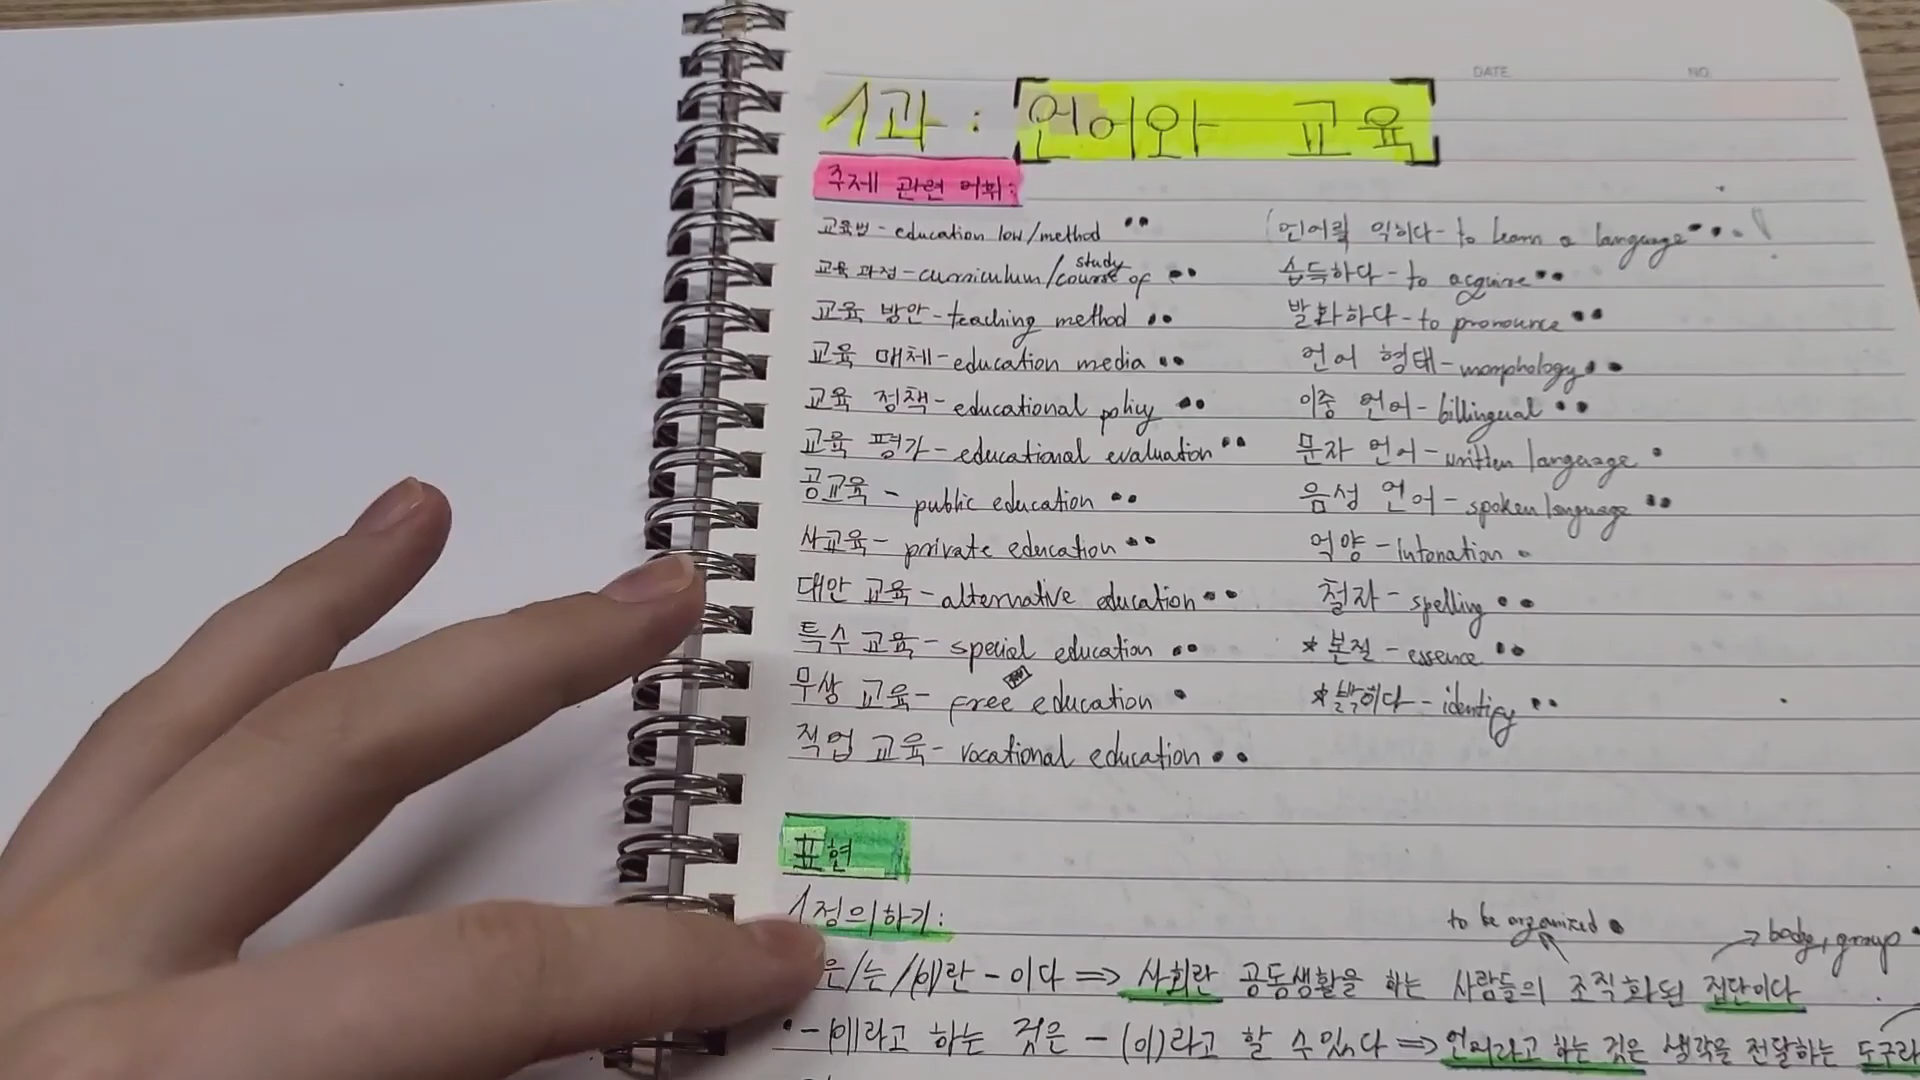 DATE NO
1과 : 언어와 교육
주제 관련 어휘:
교육법 - education low/method
교육 과정 - curriculum/course of study
교육 방안 - teaching method
교육 매체 - education media
교육 정책 - educational policy
교육 평가 - educational evaluation
공교육 - public education
사교육 - private education
대안 교육 - alternative education
특수 교육 - special education
무상 교육 - free education
직업 교육 - vocational education
(언어를 익히다 - to learn a language
습득하다 - to acquire
발화하다 - to pronounce
언어 형태 - morphology
이중 언어 - billingual
문자 언어 - written language
음성 언어 - spoken language
억양 - intonation
철자 - spelling
* 본질 - essence
* 밝히다 - identify
표현
1 정의하기:
to be organized → body, group
은/는/(이)란 - 이다 => 사회란 공동생활을 하는 사람들의 조직화된 집단이다
• -(이)라고 하는 것은 - (이)라고 할 수 있다 => 언어라고 하는 것은 생각을 전달하는 도구라